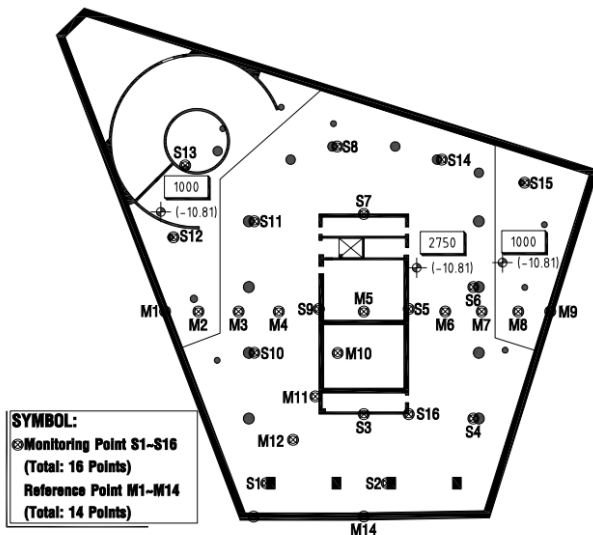 S8
S14
S13
S15
1000
(-10.81)
S7
S11
S12
2750
1000
(-10.81)
(-10.81)
S6
M1
M2
M3
M4
S9
M5
S5
M6
M7
M8
M9
S10
M10
M11
S3
S16
S4
M12
SYMBOL:
⊗Monitoring Point S1~S16
(Total: 16 Points)
Reference Point M1~M14
(Total: 14 Points)
S1
S2
M14